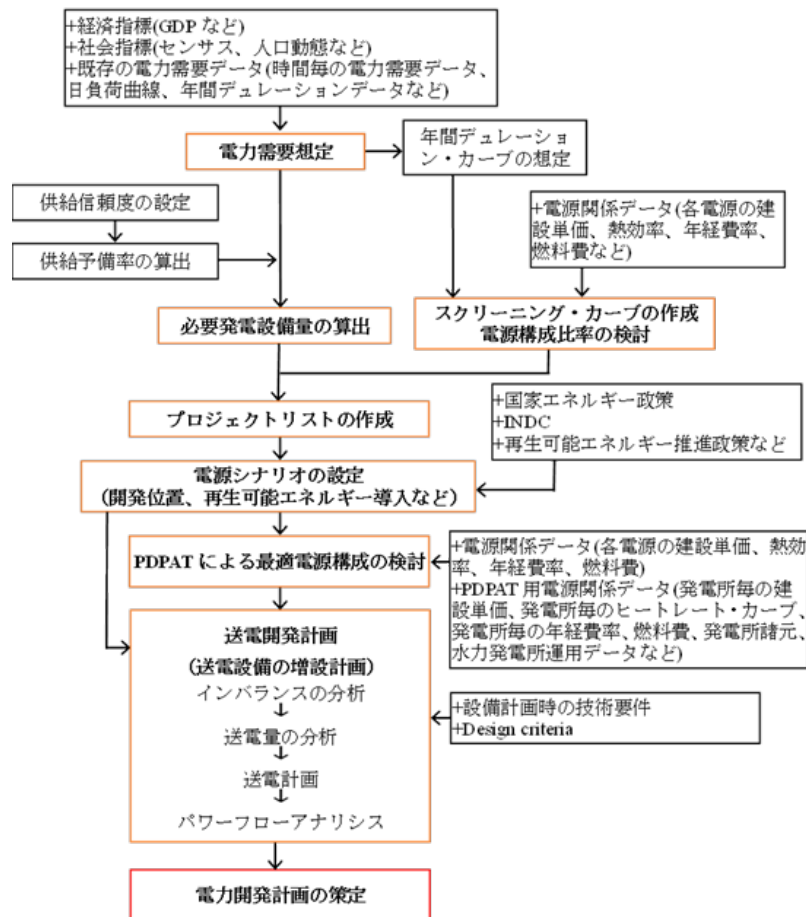 +経済指標(GDP など)
+社会指標(センサス、人口動態など)
+既存の電力需要データ(時間毎の電力需要データ、
日負荷曲線、年間デュレーションデータなど)
電力需要想定
年間デュレーショ
ン・カーブの想定
供給信頼度の設定
供給予備率の算出
+電源関係データ(各電源の建
設単価、熱効率、年経費率、
燃料費など)
必要発電設備量の算出
スクリーニング・カーブの作成
電源構成比率の検討
プロジェクトリストの作成
+国家エネルギー政策
+INDC
+再生可能エネルギー推進政策など
電源シナリオの設定
（開発位置、再生可能エネルギー導入など）
PDPAT による最適電源構成の検討
+電源関係データ(各電源の建設単価、熱効
率、年経費率、燃料費)
+PDPAT 用電源関係データ(発電所毎の建
設単価、発電所毎のヒートレート・カーブ、
発電所毎の年経費率、燃料費、発電所諸元、
水力発電所運用データなど)
送電開発計画
(送電設備の増設計画)
インバランスの分析
送電量の分析
送電計画
パワーフローアナリシス
+設備計画時の技術要件
+Design criteria
電力開発計画の策定